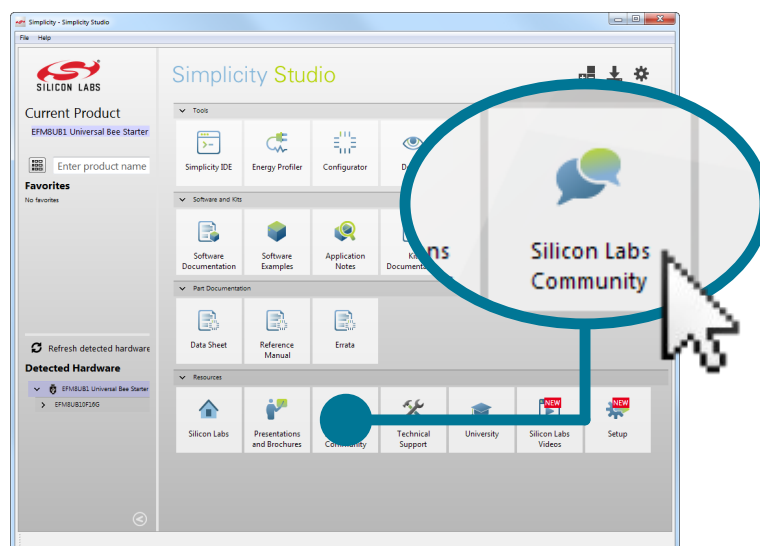 Simplicity - Simplicity Studio
File Help
SILICON LABS
Simplicity Studio
Current Product
EFM8UB1 Universal Bee Starter
Enter product name
Favorites
No favorites
Refresh detected hardware
Detected Hardware
EFM8UB1 Universal Bee Starter
EFM8UB10F16G
Tools
Simplicity IDE
Energy Profiler
Configurator
Software and Kits
Software
Documentation
Software
Examples
Application
Notes
Part Documentation
Data Sheet
Reference
Manual
Errata
Resources
Silicon Labs
Presentations
and Brochures
Community
Technical
Support
University
NEW
Silicon Labs
Videos
NEW
Setup
ns
Silicon Labs
Community